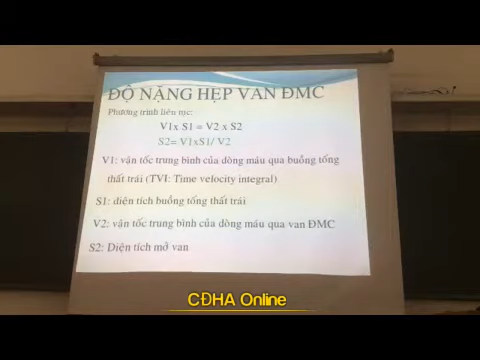 ĐỘ NẶNG HẸP VAN ĐMC
Phương trình liên tục:
V1x S1 = V2 x S2
S2= V1xS1/ V2
V1: vận tốc trung bình của dòng máu qua buồng tống
thất trái (TVI: Time velocity integral)
S1: diện tích buồng tống thất trái
V2: vận tốc trung bình của dòng máu qua van ĐMC
S2: Diện tích mở van
CĐHA Online